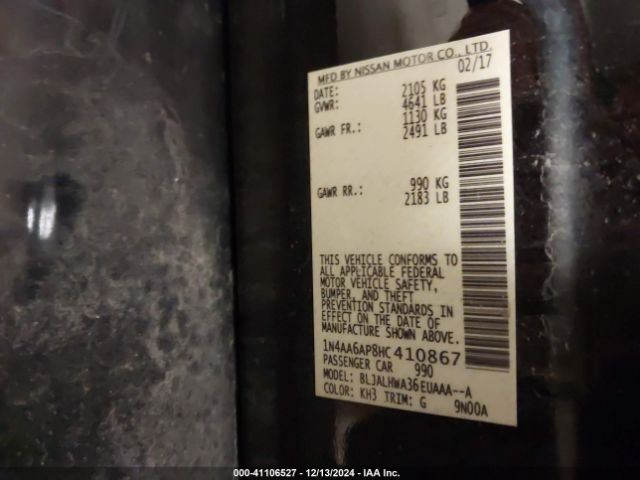 MFD BY NISSAN MOTOR CO., LTD.
DATE: 02/17
GVWR: 2105 KG
4641 LB
GAWR FR.: 1130 KG
2491 LB
GAWR RR.: 990 KG
2183 LB
THIS VEHICLE CONFORMS TO
ALL APPLICABLE FEDERAL
MOTOR VEHICLE SAFETY,
BUMPER, AND THEFT
PREVENTION STANDARDS IN
EFFECT ON THE DATE OF
MANUFACTURE SHOWN ABOVE.
1N4AA6AP8HC410867
PASSENGER CAR 990
MODEL: BLJALHWA36EUAAA--A
COLOR: KH3 TRIM: G 9N00A
000-41106527 - 12/13/2024 - IAA Inc.